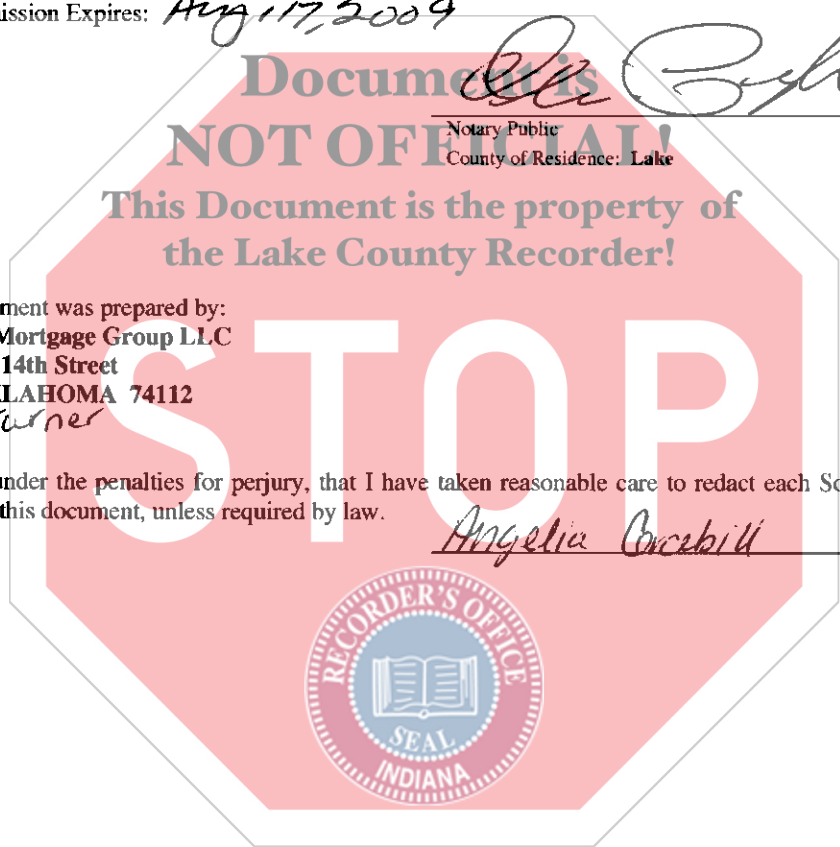 ission Expires: Aug. 17, 2009
Document is
NOT OFFICIAL!
Notary Public
County of Residence: Lake
This Document is the property of
the Lake County Recorder!
ment was prepared by:
Mortgage Group LLC
14th Street
KLAHOMA 74112
Turner
STOP
under the penalties for perjury, that I have taken reasonable care to redact each So
this document, unless required by law.
Angelia
RECORDER'S OFFICE
SEAL
INDIANA